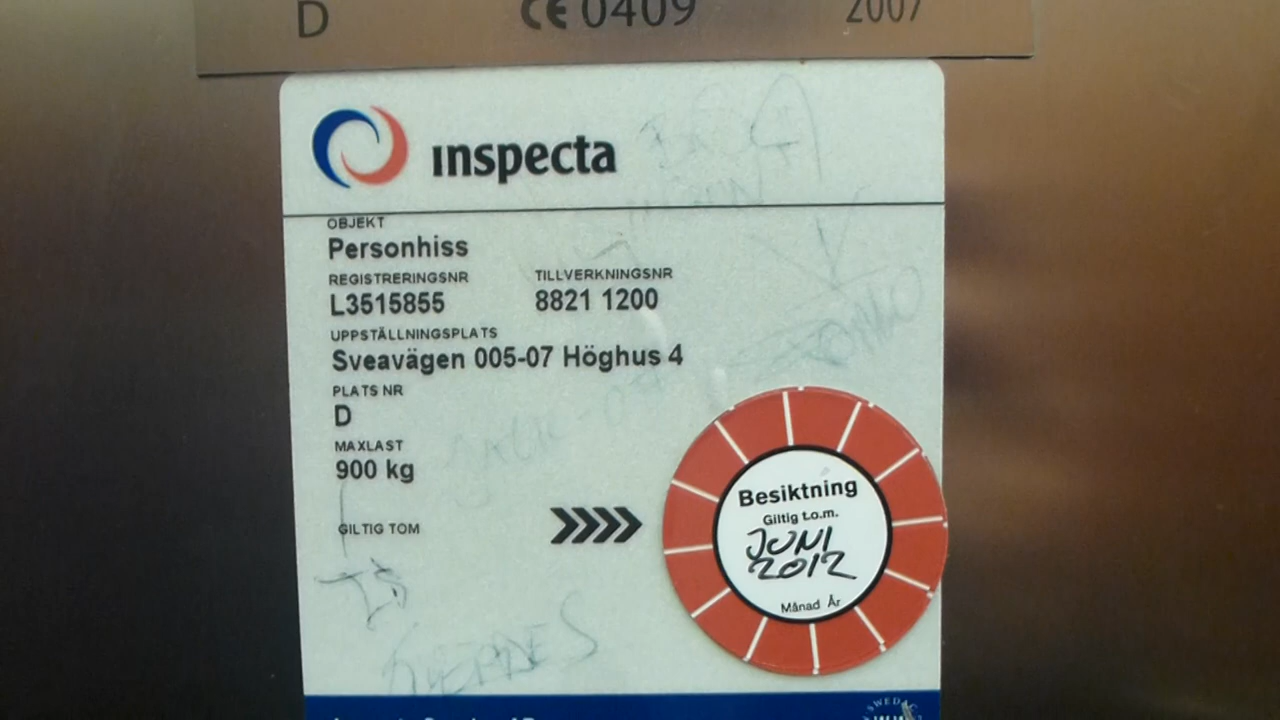 D CE 0409 2007
inspecta
OBJEKT
Personhiss
REGISTRERINGSNR TILLVERKNINGSNR
L3515855 8821 1200
UPPSTÄLLNINGSPLATS
Sveavägen 005-07 Höghus 4
PLATS NR
D
MAXLAST
900 kg
GILTIG TOM
Besiktning
Giltig t.o.m.
JUNI
2012
Månad År
SWEDAC